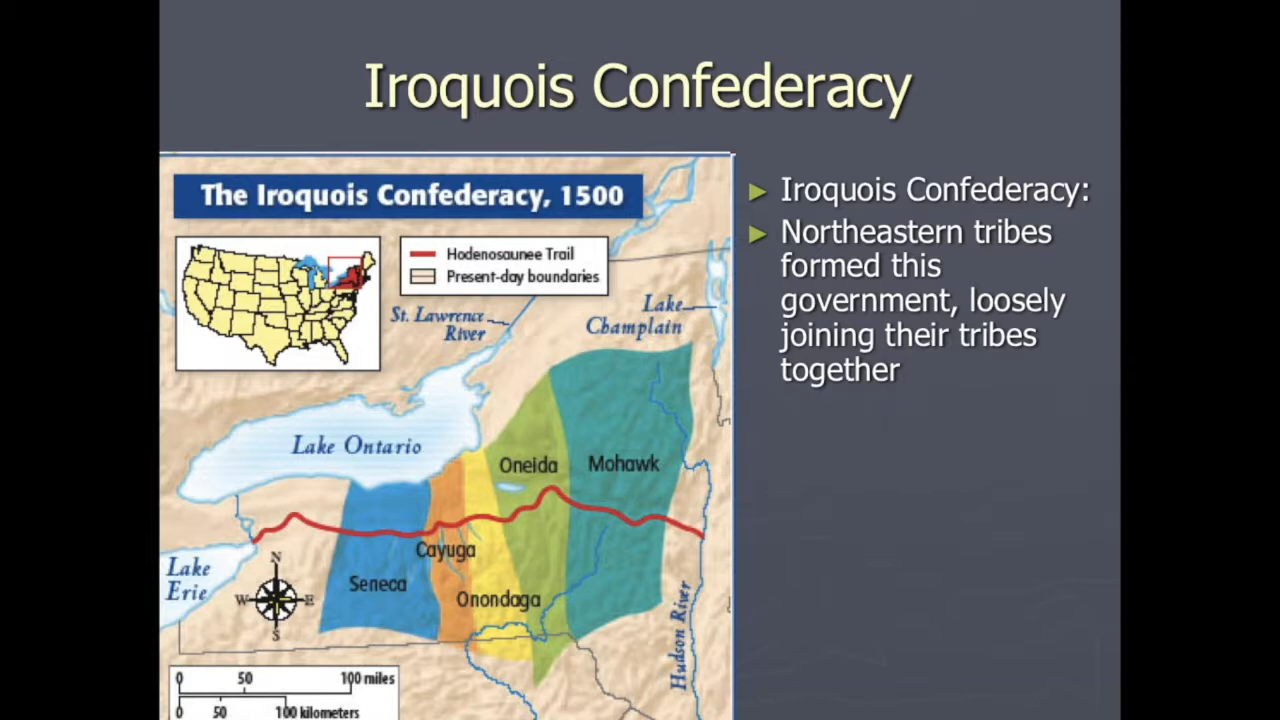 Iroquois Confederacy
The Iroquois Confederacy, 1500
Hodenosaunee Trail
Present-day boundaries
St. Lawrence
River
Lake
Champlain
Lake Ontario
Oneida
Mohawk
Cayuga
Seneca
Onondaga
Lake
Erie
N
W E
S
Hudson River
0 50 100 miles
0 50 100 kilometers
► Iroquois Confederacy:
► Northeastern tribes
formed this
government, loosely
joining their tribes
together